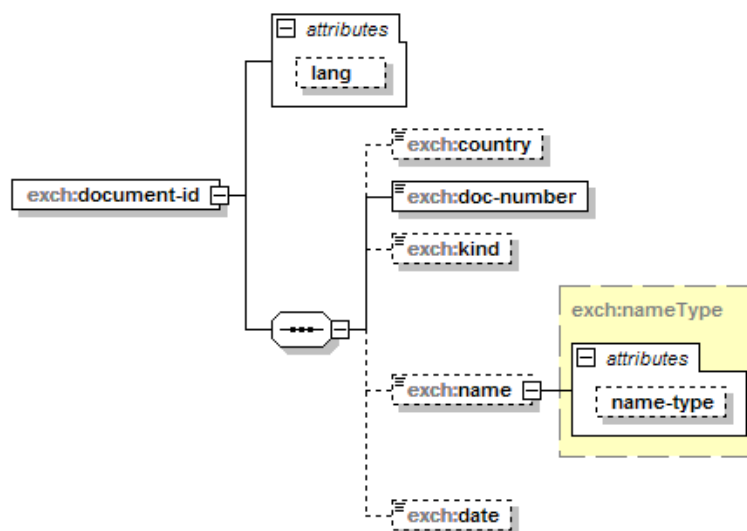 attributes
lang
exch:country
exch:document-id
exch:doc-number
exch:kind
exch:nameType
attributes
exch:name
name-type
exch:date